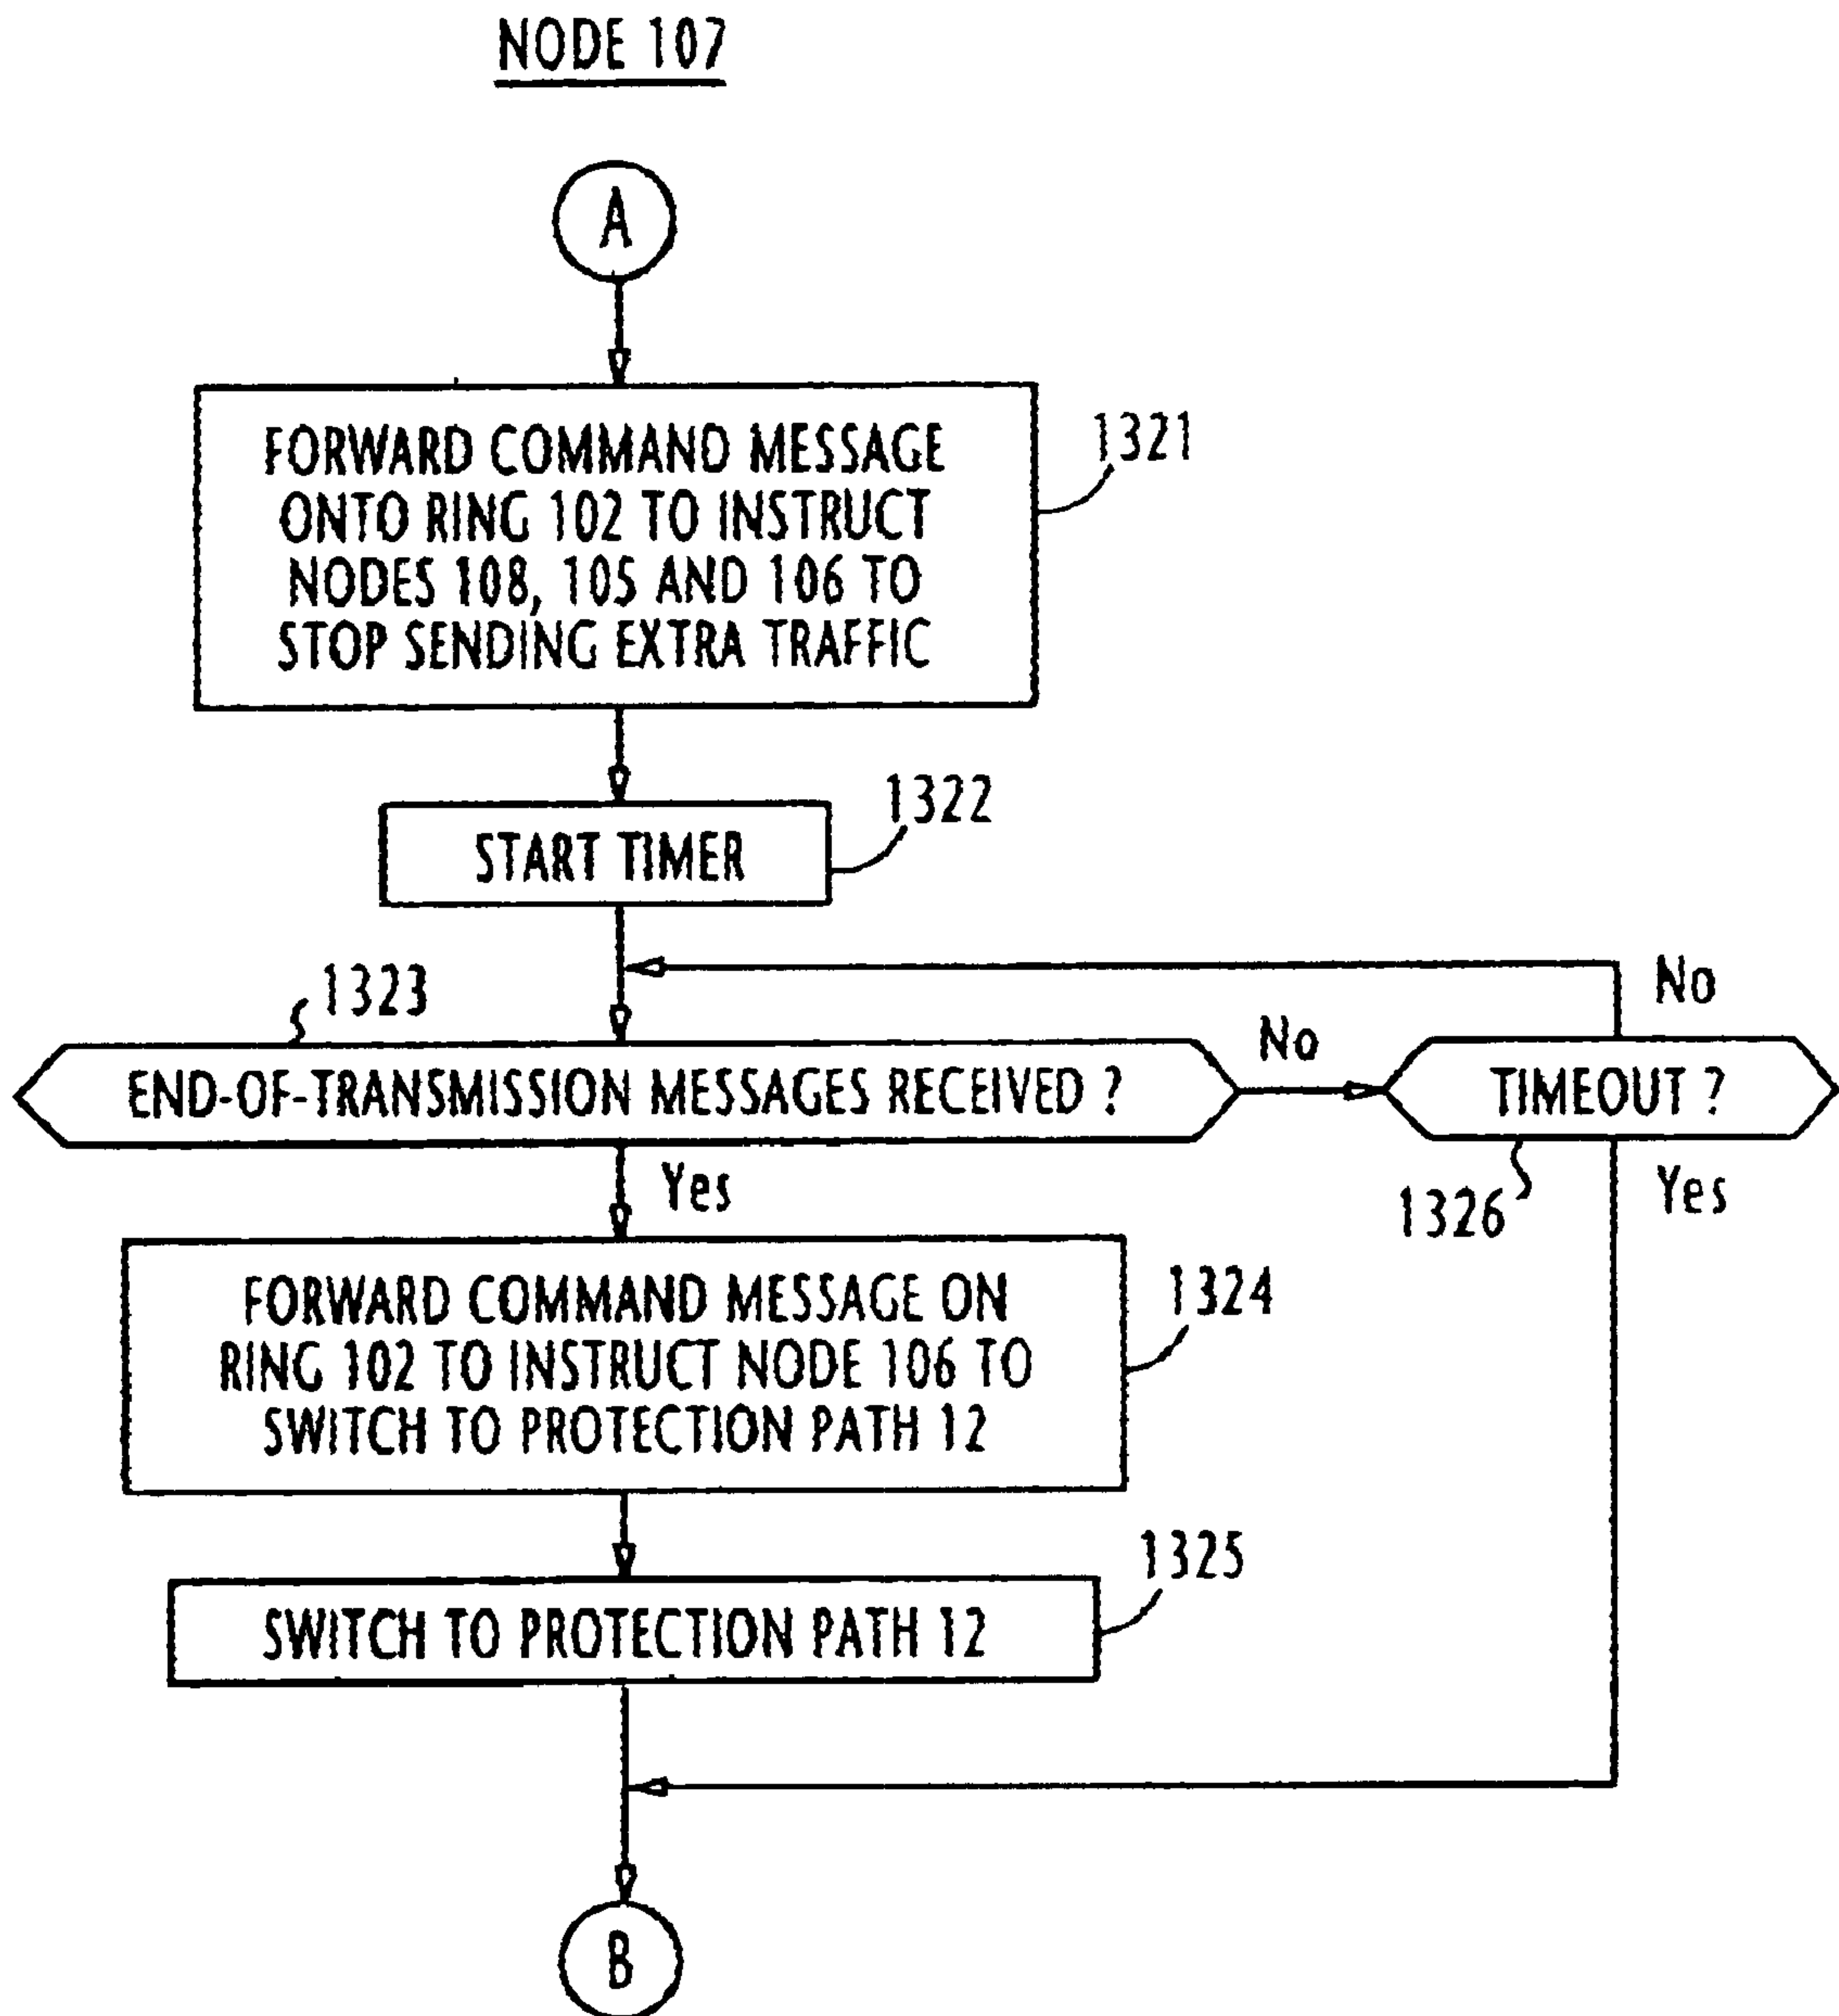 NODE 107
A
FORWARD COMMAND MESSAGE
ONTO RING 102 TO INSTRUCT
NODES 108, 105 AND 106 TO
STOP SENDING EXTRA TRAFFIC
1321
START TIMER
1322
1323
END-OF-TRANSMISSION MESSAGES RECEIVED ?
No
TIMEOUT ?
No
1326
Yes
Yes
FORWARD COMMAND MESSAGE ON
RING 102 TO INSTRUCT NODE 106 TO
SWITCH TO PROTECTION PATH 12
1324
SWITCH TO PROTECTION PATH 12
1325
B